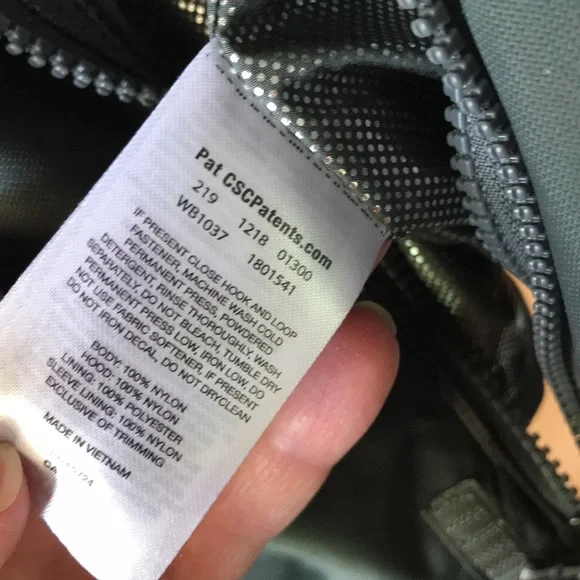 Pat CSCPatents.com
219 1218 01300
WB1037 1801541
IF PRESENT CLOSE HOOK AND LOOP
FASTENER, MACHINE WASH COLD
PERMANENT PRESS, POWDERED
DETERGENT, RINSE THOROUGHLY, WASH
SEPARATELY, DO NOT BLEACH, TUMBLE DRY
PERMANENT PRESS LOW, IRON LOW, DO
NOT USE FABRIC SOFTENER, IF PRESENT
DO NOT IRON DECAL. DO NOT DRYCLEAN
BODY: 100% NYLON
HOOD: 100% NYLON
LINING: 100% POLYESTER
SLEEVE LINING: 100% NYLON
EXCLUSIVE OF TRIMMING
MADE IN VIETNAM